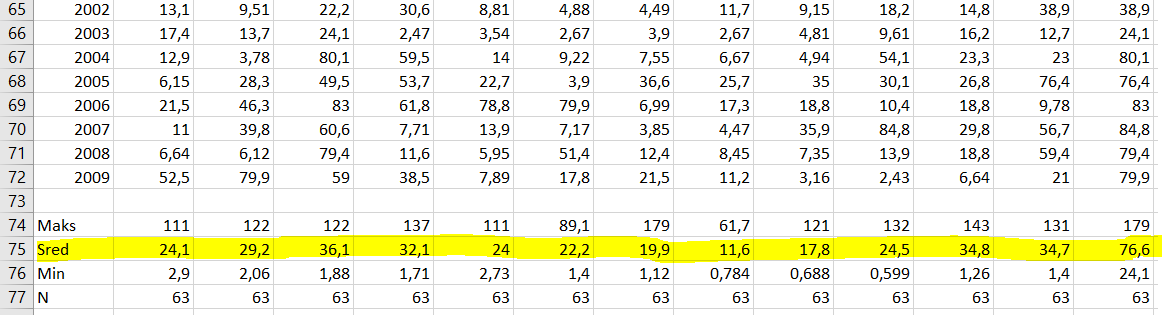 65 2002 13,1 9,51 22,2 30,6 8,81 4,88 4,49 11,7 9,15 18,2 14,8 38,9 38,9
66 2003 17,4 13,7 24,1 2,47 3,54 2,67 3,9 2,67 4,81 9,61 16,2 12,7 24,1
67 2004 12,9 3,78 80,1 59,5 14 9,22 7,55 6,67 4,94 54,1 23,3 23 80,1
68 2005 6,15 28,3 49,5 53,7 22,7 3,9 36,6 25,7 35 30,1 26,8 76,4 76,4
69 2006 21,5 46,3 83 61,8 78,8 79,9 6,99 17,3 18,8 10,4 18,8 9,78 83
70 2007 11 39,8 60,6 7,71 13,9 7,17 3,85 4,47 35,9 84,8 29,8 56,7 84,8
71 2008 6,64 6,12 79,4 11,6 5,95 51,4 12,4 8,45 7,35 13,9 18,8 59,4 79,4
72 2009 52,5 79,9 59 38,5 7,89 17,8 21,5 11,2 3,16 2,43 6,64 21 79,9
73
74 Maks 111 122 122 137 111 89,1 179 61,7 121 132 143 131 179
75 Sred 24,1 29,2 36,1 32,1 24 22,2 19,9 11,6 17,8 24,5 34,8 34,7 76,6
76 Min 2,9 2,06 1,88 1,71 2,73 1,4 1,12 0,784 0,688 0,599 1,26 1,4 24,1
77 N 63 63 63 63 63 63 63 63 63 63 63 63 63